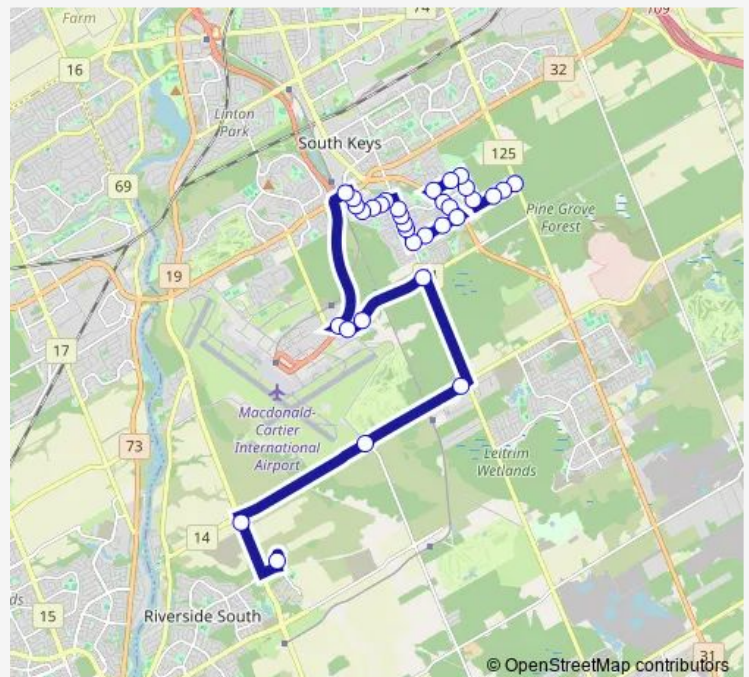 Farm
74
109
16
32
Linton
Park
South Keys
125
69
Pine Grove
Forest
19
17
Macdonald-
Cartier
International
Airport
73
Leitrim
Wetlands
14
ds
15
Riverside South
31
© OpenStreetMap contributors